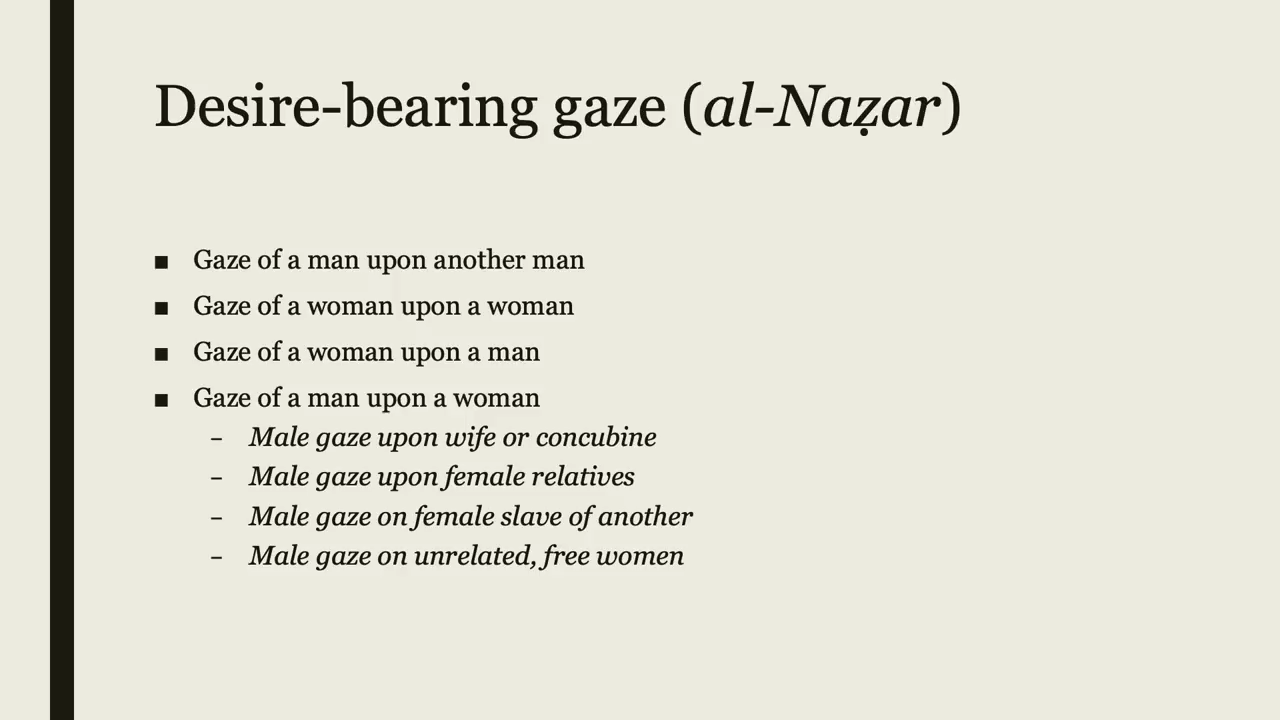 Desire-bearing gaze (al-Naẓar)
▪ Gaze of a man upon another man
▪ Gaze of a woman upon a woman
▪ Gaze of a woman upon a man
▪ Gaze of a man upon a woman
– Male gaze upon wife or concubine
– Male gaze upon female relatives
– Male gaze on female slave of another
– Male gaze on unrelated, free women